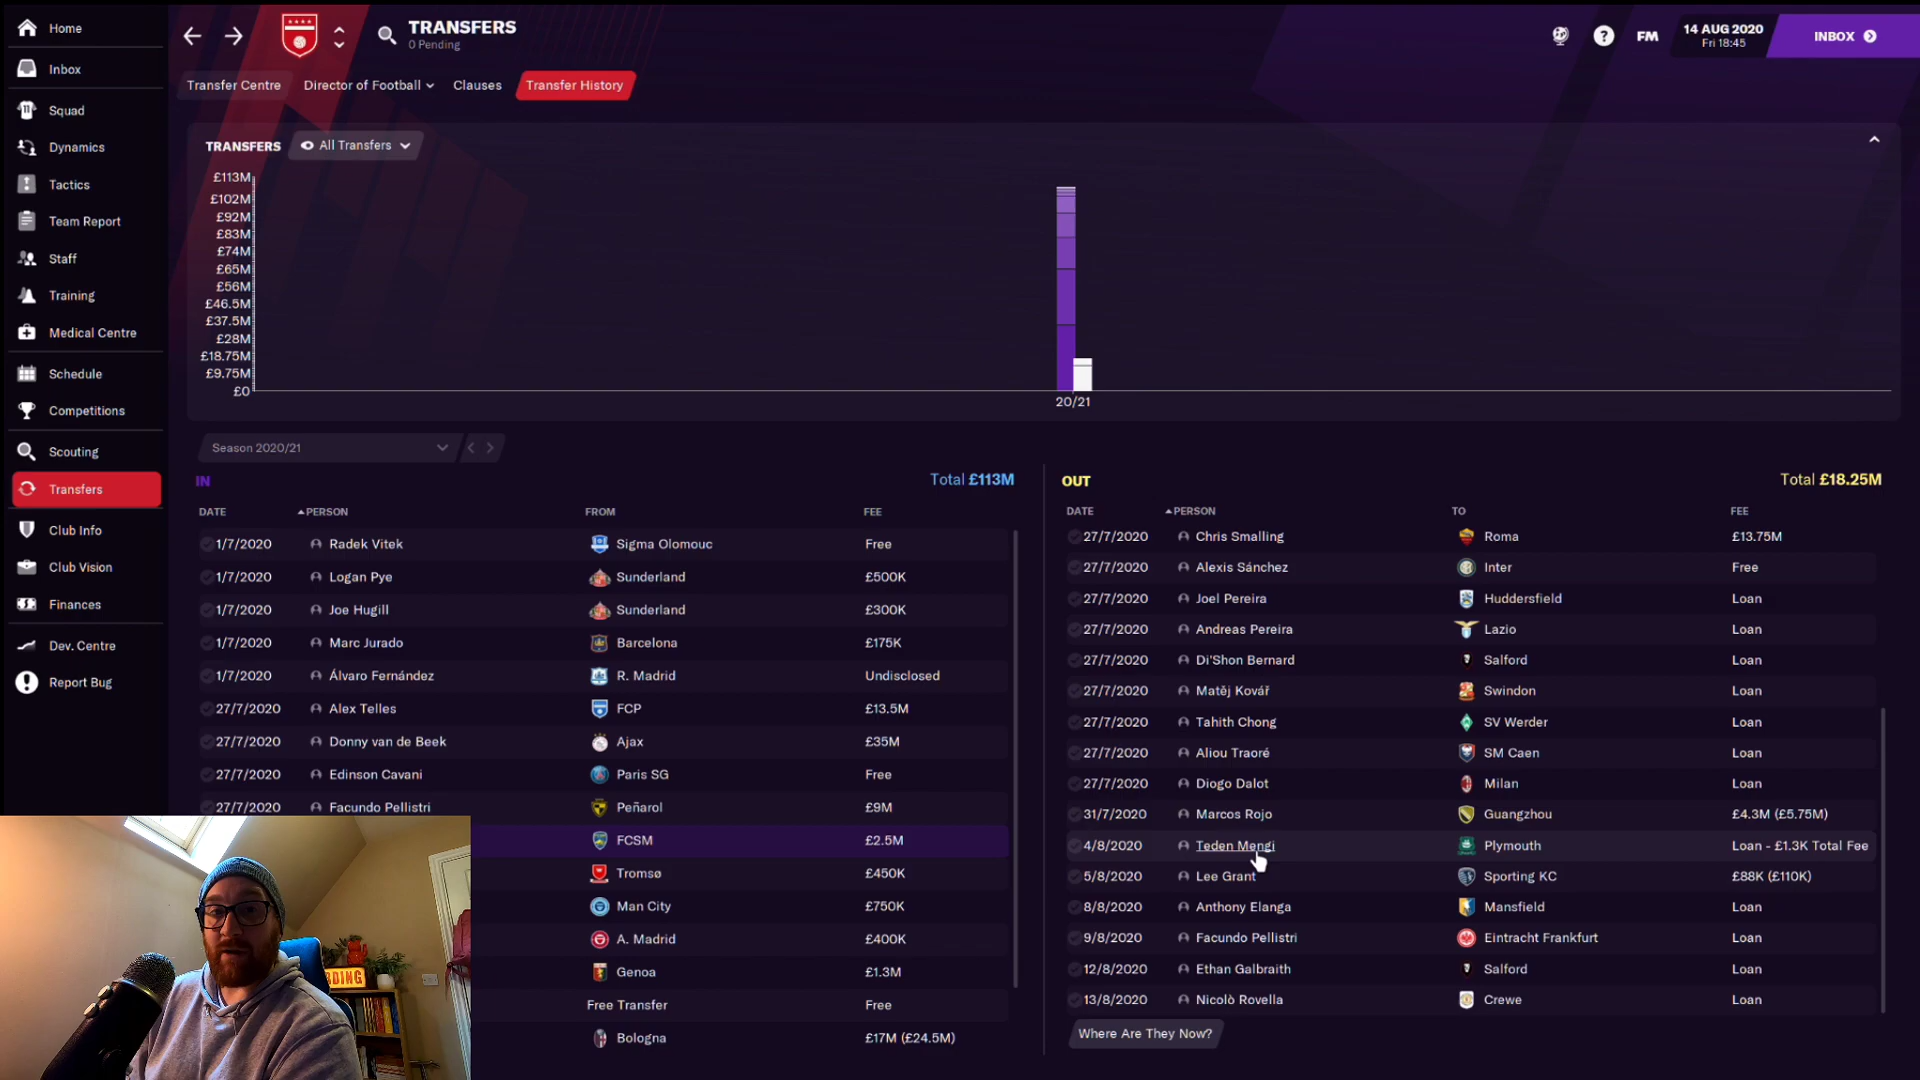 Home
Inbox
Squad
Dynamics
Tactics
Team Report
Staff
Training
Medical Centre
Schedule
Competitions
Scouting
Transfers
Club Info
Club Vision
Finances
Dev. Centre
Report Bug
TRANSFERS
0 Pending
FM
14 AUG 2020
Fri 18:45
INBOX
Transfer Centre Director of Football Clauses Transfer History
TRANSFERS All Transfers
£113M
£102M
£92M
£83M
£74M
£65M
£56M
£46.5M
£37.5M
£28M
£18.75M
£9.75M
£0
20/21
Season 2020/21
IN Total £113M
DATE PERSON FROM FEE
1/7/2020 Radek Vitek Sigma Olomouc Free
1/7/2020 Logan Pye Sunderland £500K
1/7/2020 Joe Hugill Sunderland £300K
1/7/2020 Marc Jurado Barcelona £175K
1/7/2020 Álvaro Fernández R. Madrid Undisclosed
27/7/2020 Alex Telles FCP £13.5M
27/7/2020 Donny van de Beek Ajax £35M
27/7/2020 Edinson Cavani Paris SG Free
27/7/2020 Facundo Pellistri Peñarol £9M
FCSM £2.5M
Tromsø £450K
Man City £750K
A. Madrid £400K
Genoa £1.3M
Free Transfer Free
Bologna £17M (£24.5M)
OUT Total £18.25M
DATE PERSON TO FEE
27/7/2020 Chris Smalling Roma £13.75M
27/7/2020 Alexis Sánchez Inter Free
27/7/2020 Joel Pereira Huddersfield Loan
27/7/2020 Andreas Pereira Lazio Loan
27/7/2020 Di'Shon Bernard Salford Loan
27/7/2020 Matěj Kovář Swindon Loan
27/7/2020 Tahith Chong SV Werder Loan
27/7/2020 Aliou Traoré SM Caen Loan
27/7/2020 Diogo Dalot Milan Loan
31/7/2020 Marcos Rojo Guangzhou £4.3M (£5.75M)
4/8/2020 Teden Mengi Plymouth Loan - £1.3K Total Fee
5/8/2020 Lee Grant Sporting KC £88K (£110K)
8/8/2020 Anthony Elanga Mansfield Loan
9/8/2020 Facundo Pellistri Eintracht Frankfurt Loan
12/8/2020 Ethan Galbraith Salford Loan
13/8/2020 Nicolò Rovella Crewe Loan
Where Are They Now?